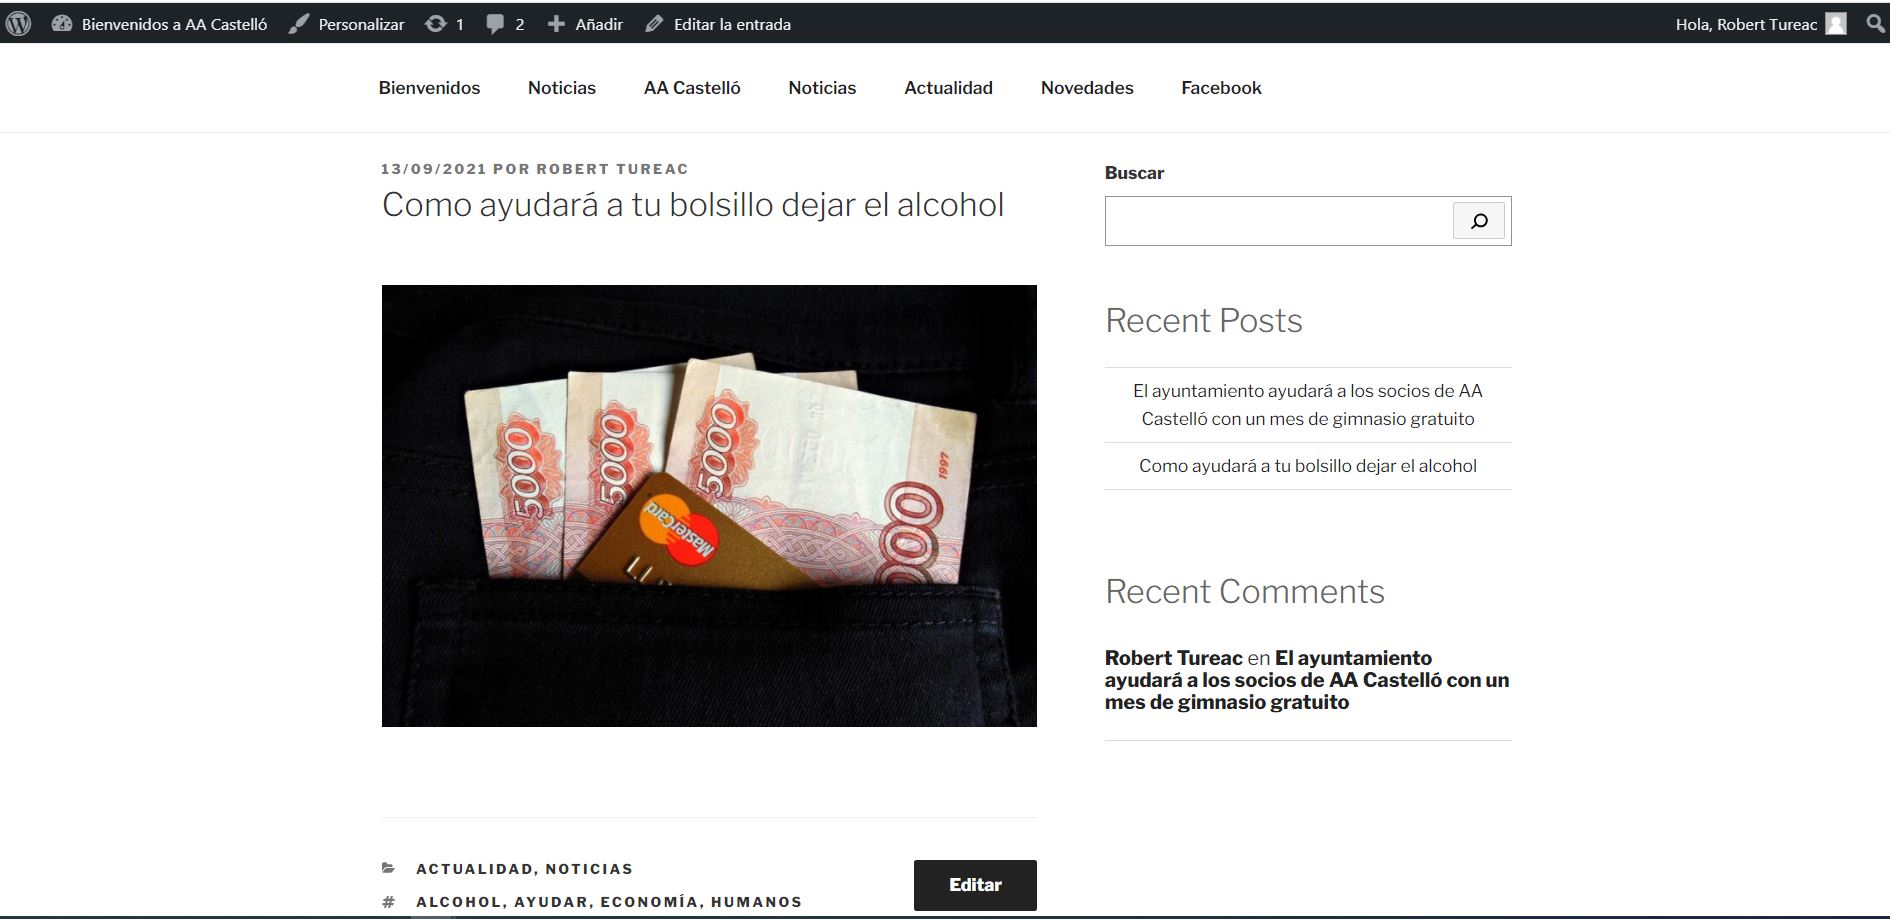 Bienvenidos a AA Castelló Personalizar 1 2 Añadir Editar la entrada Hola, Robert Tureac
Bienvenidos Noticias AA Castelló Noticias Actualidad Novedades Facebook
13/09/2021 POR ROBERT TUREAC
Como ayudará a tu bolsillo dejar el alcohol
5000
5000
5000
1997
MasterCard
Buscar
Recent Posts
El ayuntamiento ayudará a los socios de AA
Castelló con un mes de gimnasio gratuito
Como ayudará a tu bolsillo dejar el alcohol
Recent Comments
Robert Tureac en El ayuntamiento
ayudará a los socios de AA Castelló con un
mes de gimnasio gratuito
ACTUALIDAD, NOTICIAS
# ALCOHOL, AYUDAR, ECONOMÍA, HUMANOS
Editar